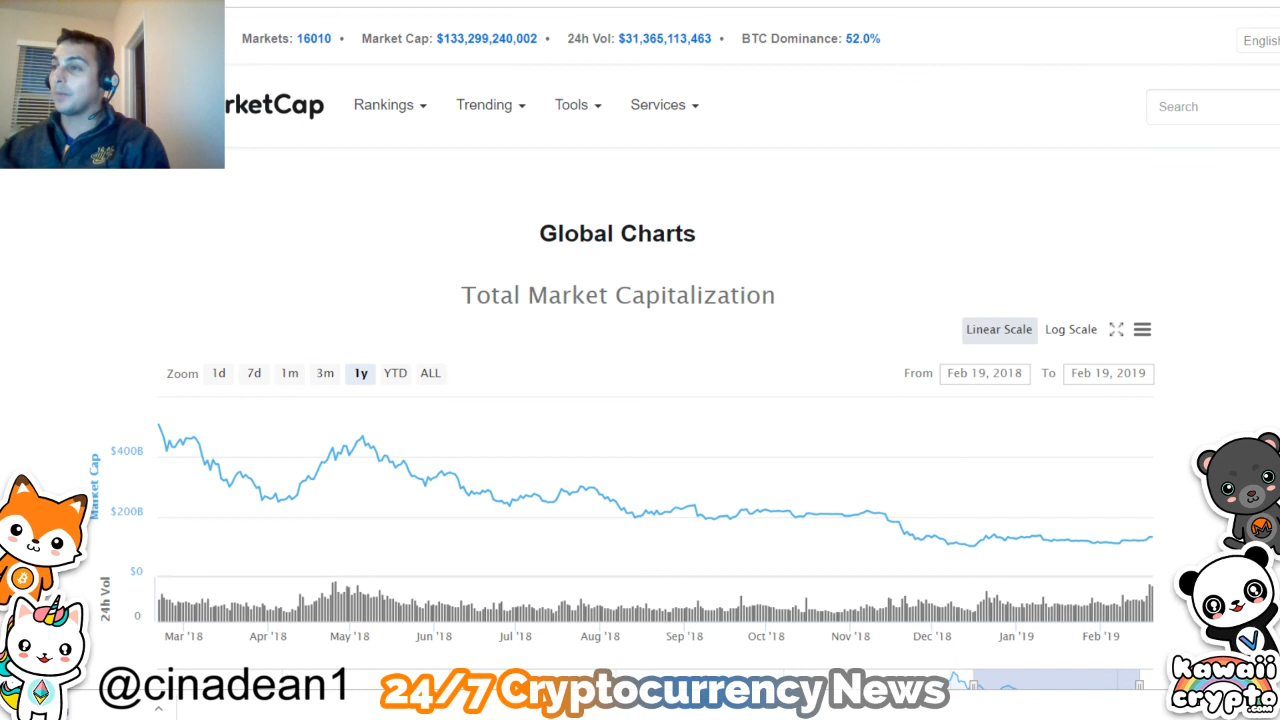 Markets: 16010 • Market Cap: $133,299,240,002 • 24h Vol: $31,365,113,463 • BTC Dominance: 52.0%
English
rketCap Rankings Trending Tools Services
Search
Global Charts
Total Market Capitalization
Linear Scale Log Scale
Zoom 1d 7d 1m 3m 1y YTD ALL From Feb 19, 2018 To Feb 19, 2019
Market Cap
$400B
$200B
$0
24h Vol
0
Mar '18 Apr '18 May '18 Jun '18 Jul '18 Aug '18 Sep '18 Oct '18 Nov '18 Dec '18 Jan '19 Feb '19
@cinadean1
24/7 Cryptocurrency News
kawaii
crypto
.com